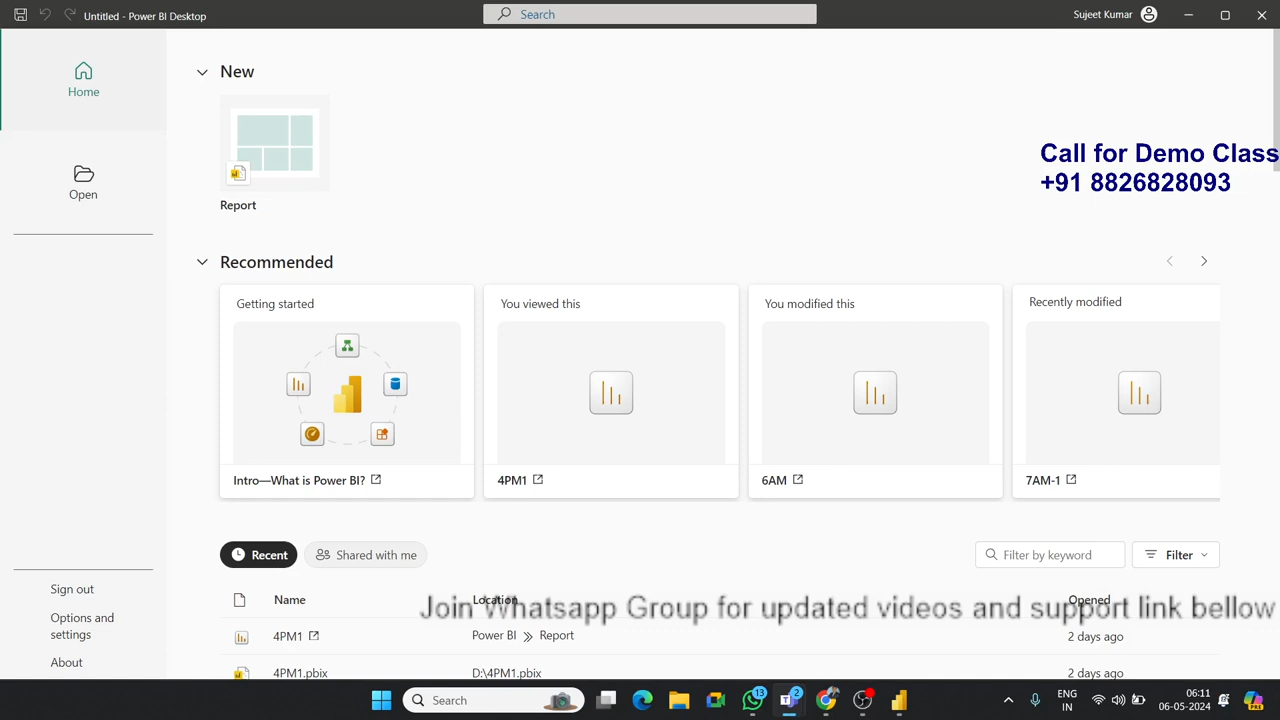 Untitled - Power BI Desktop
Search
Sujeet Kumar
Home
Open
New
Report
Call for Demo Class
+91 8826828093
Recommended
Getting started
You viewed this
You modified this
Recently modified
Intro—What is Power BI?
4PM1
6AM
7AM-1
Recent
Shared with me
Filter by keyword
Filter
Name
Location
Opened
Join Whatsapp Group for updated videos and support link bellow
4PM1
Power BI
Report
2 days ago
4PM1.pbix
D:\4PM1.pbix
2 days ago
Sign out
Options and
settings
About
Search
13
2
ENG
IN
06:11
06-05-2024